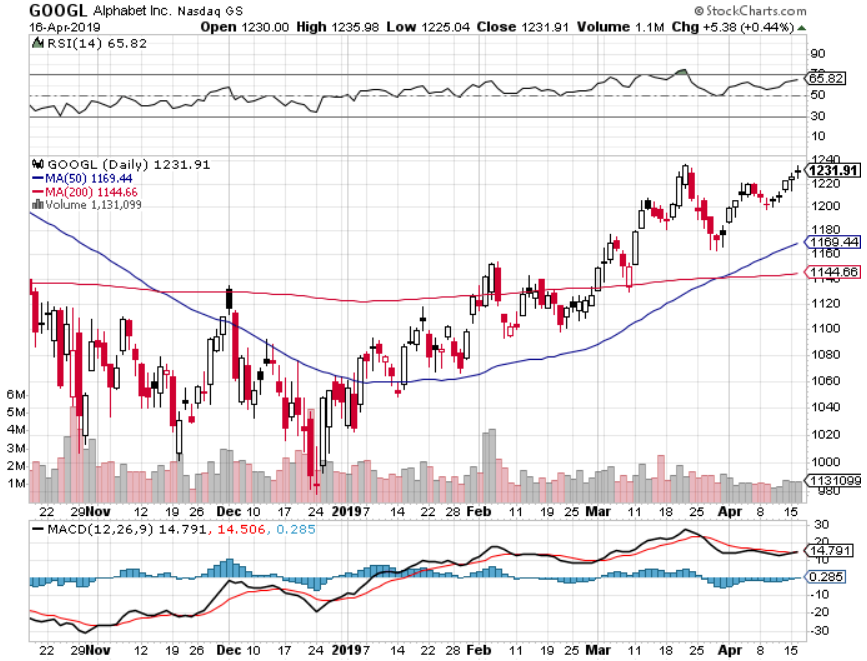 GOOGL Alphabet Inc. Nasdaq GS © StockCharts.com
16-Apr-2019 Open 1230.00 High 1235.98 Low 1225.04 Close 1231.91 Volume 1.1M Chg +5.38 (+0.44%) ▲
RSI(14) 65.82
90
65.82
50
30
10
GOOGL (Daily) 1231.91
MA(50) 1169.44
MA(200) 1144.66
Volume 1,131,099
1240
1231.91
1220
1200
1180
1169.44
1160
1144.66
1120
1100
1080
1060
1040
1020
1000
1131099
980
6M
5M
4M
3M
2M
1M
22 29 Nov 12 19 26 Dec 10 17 24 2019 7 14 22 28 Feb 11 19 25 Mar 11 18 25 Apr 8 15
MACD(12,26,9) 14.791, 14.506, 0.285
30
20
14.791
10
0.285
-10
-20
-30
22 29 Nov 12 19 26 Dec 10 17 24 2019 7 14 22 28 Feb 11 19 25 Mar 11 18 25 Apr 8 15